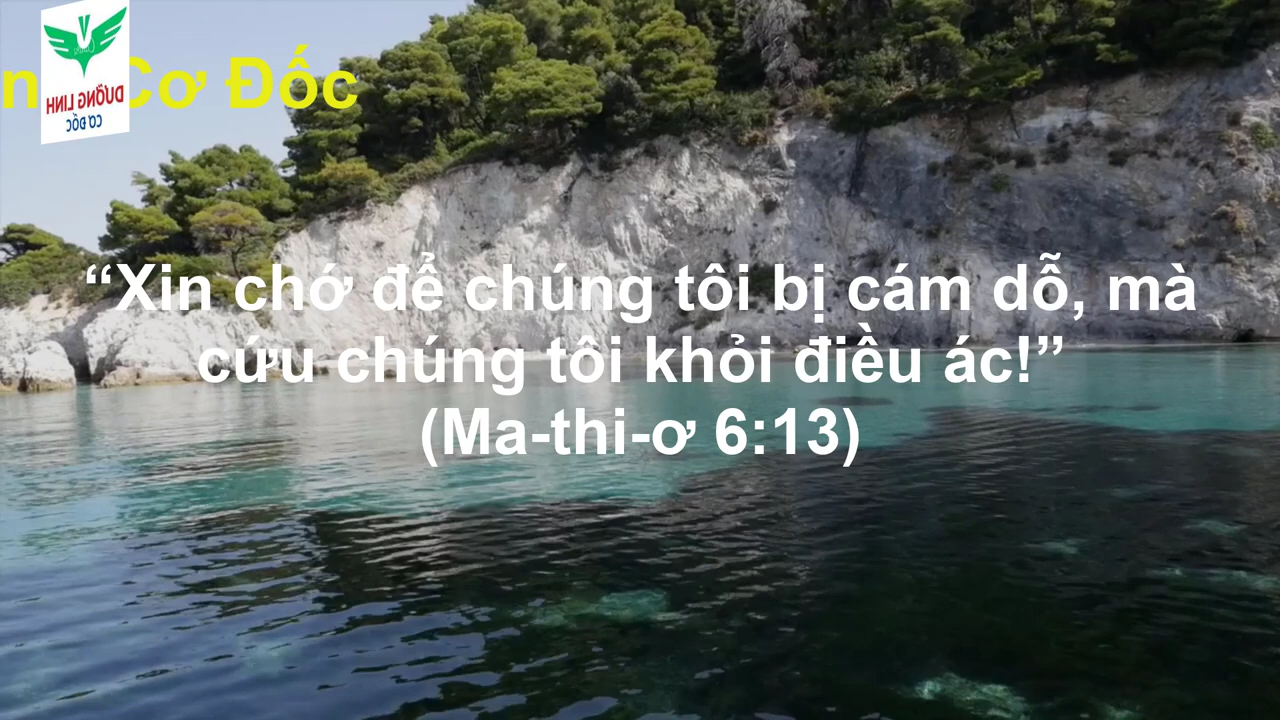 n Cơ Đốc
DƯỠNG LINH
CƠ ĐỐC
“Xin chớ để chúng tôi bị cám dỗ, mà
cứu chúng tôi khỏi điều ác!”
(Ma-thi-ơ 6:13)